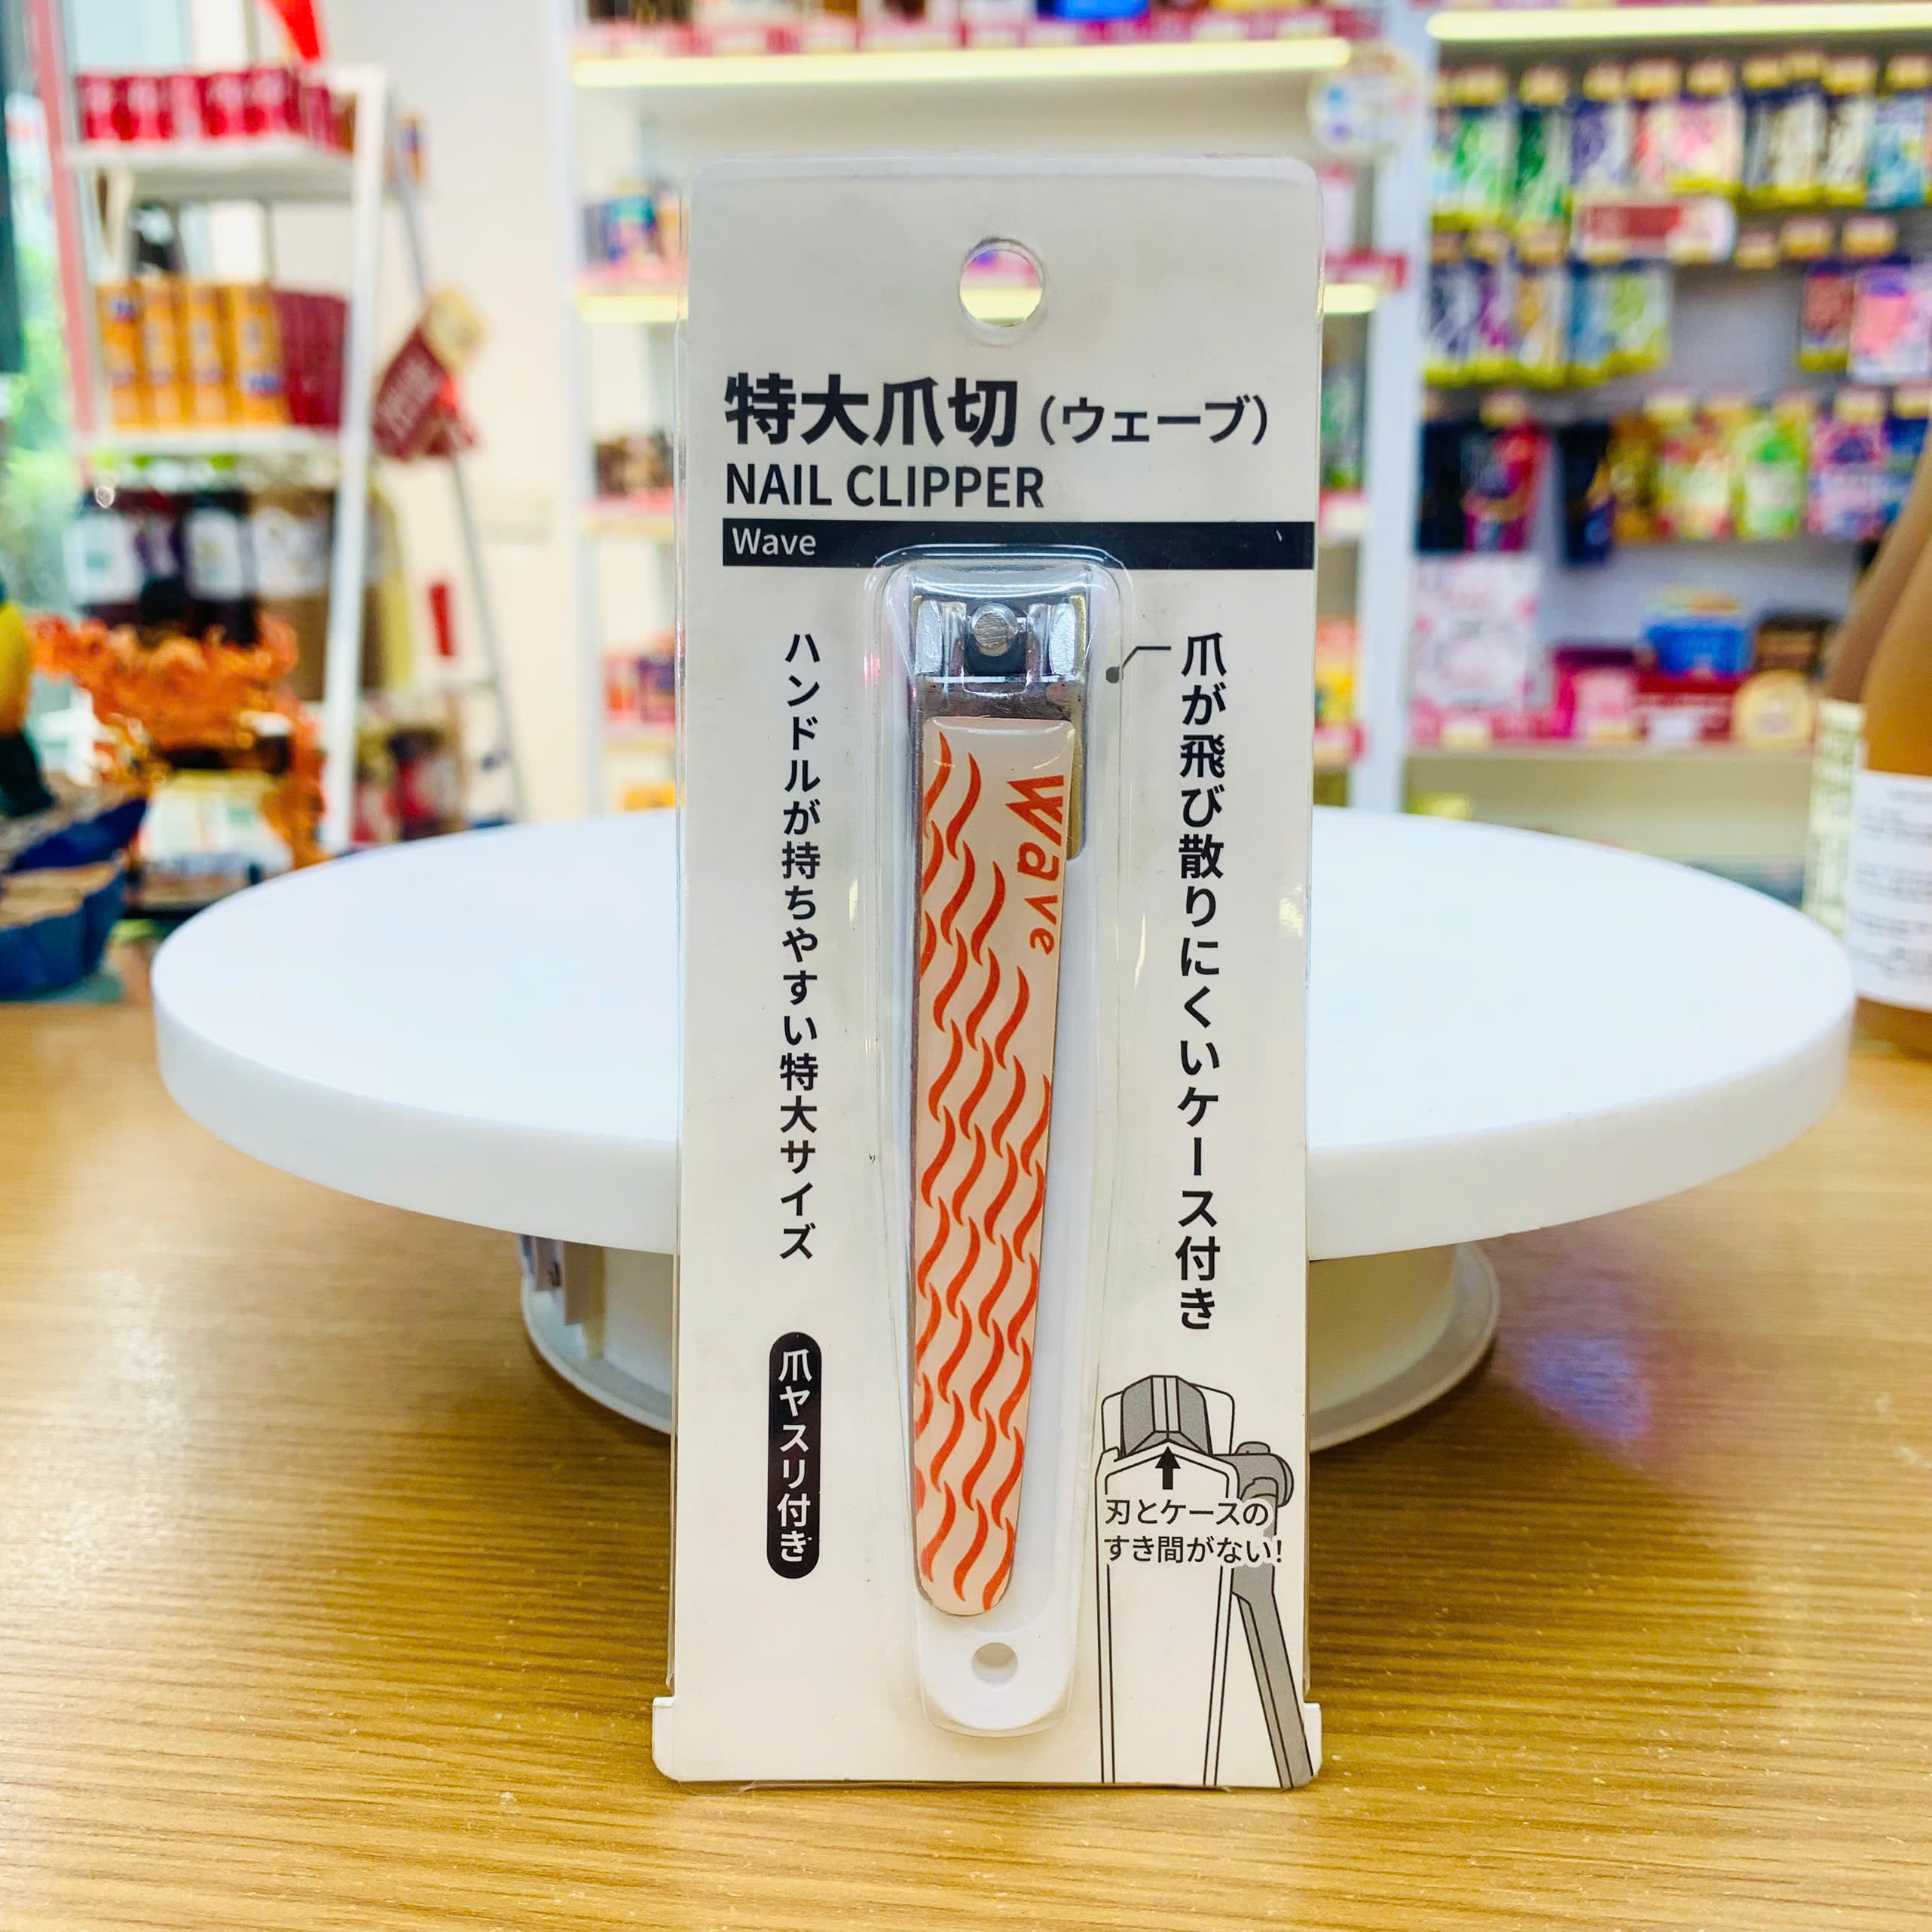 特大爪切（ウェーブ）
NAIL CLIPPER
Wave
爪が飛び散りにくいケース付き
ハンドルが持ちやすい特大サイズ
爪ヤスリ付き
Wave
刃とケースの
すき間がない!